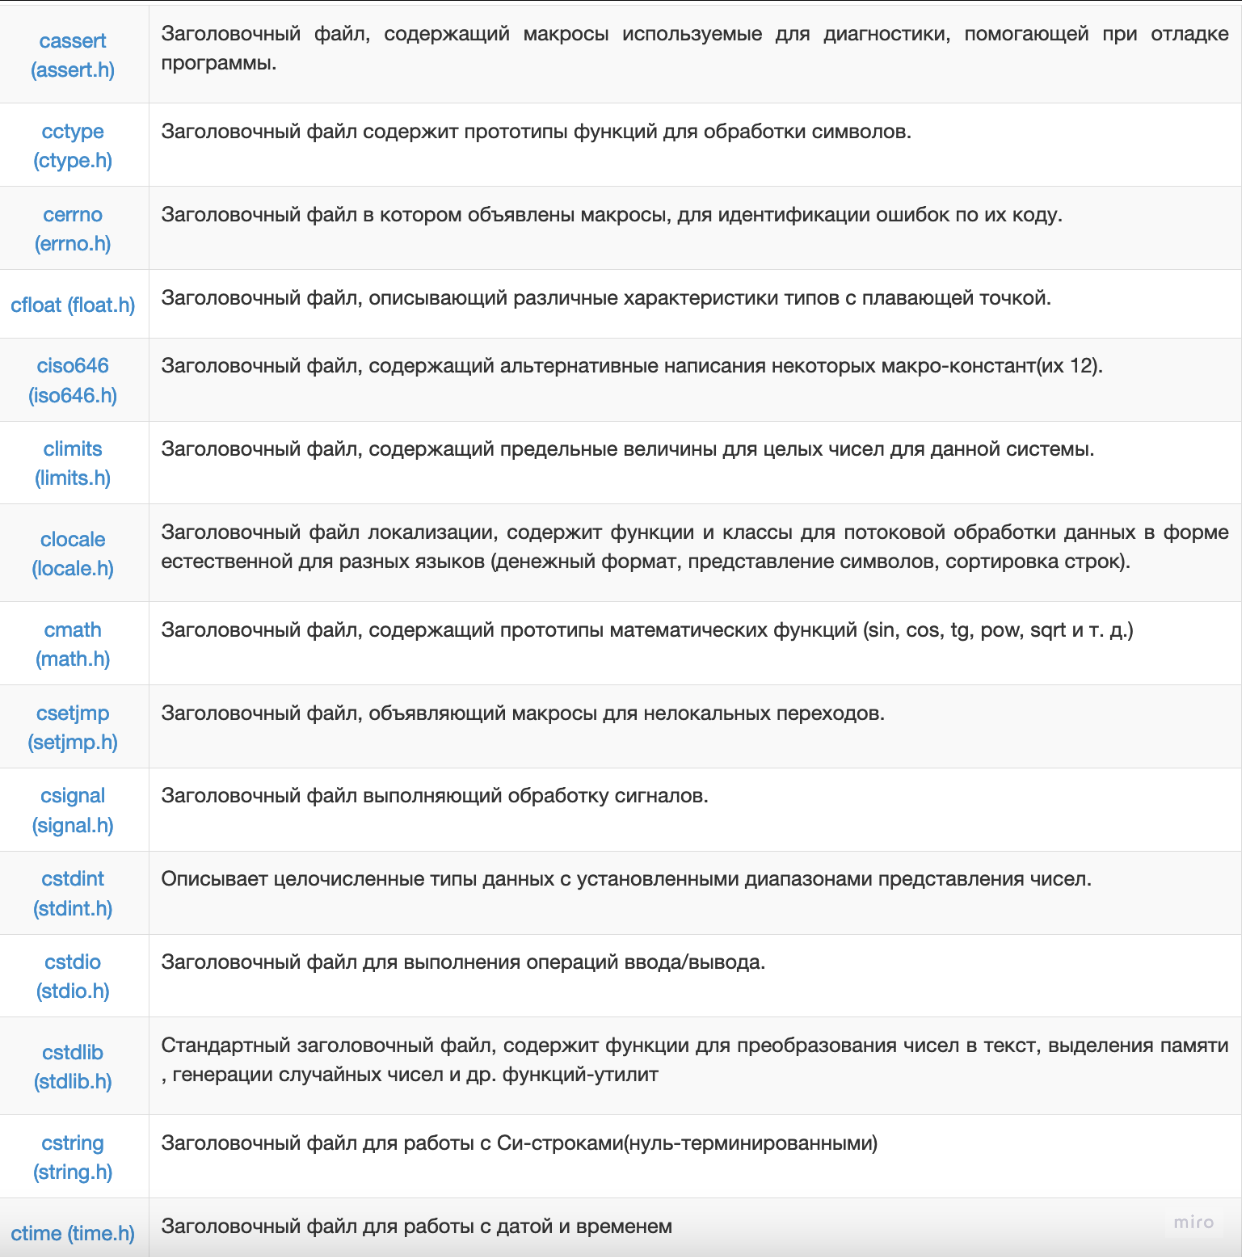 cassert
(assert.h)
Заголовочный файл, содержащий макросы используемые для диагностики, помогающей при отладке
программы.
cctype
(ctype.h)
Заголовочный файл содержит прототипы функций для обработки символов.
cerrno
(errno.h)
Заголовочный файл в котором объявлены макросы, для идентификации ошибок по их коду.
cfloat (float.h)
Заголовочный файл, описывающий различные характеристики типов с плавающей точкой.
ciso646
(iso646.h)
Заголовочный файл, содержащий альтернативные написания некоторых макро-констант(их 12).
climits
(limits.h)
Заголовочный файл, содержащий предельные величины для целых чисел для данной системы.
clocale
(locale.h)
Заголовочный файл локализации, содержит функции и классы для потоковой обработки данных в форме
естественной для разных языков (денежный формат, представление символов, сортировка строк).
cmath
(math.h)
Заголовочный файл, содержащий прототипы математических функций (sin, cos, tg, pow, sqrt и т. д.)
csetjmp
(setjmp.h)
Заголовочный файл, объявляющий макросы для нелокальных переходов.
csignal
(signal.h)
Заголовочный файл выполняющий обработку сигналов.
cstdint
(stdint.h)
Описывает целочисленные типы данных с установленными диапазонами представления чисел.
cstdio
(stdio.h)
Заголовочный файл для выполнения операций ввода/вывода.
cstdlib
(stdlib.h)
Стандартный заголовочный файл, содержит функции для преобразования чисел в текст, выделения памяти
, генерации случайных чисел и др. функций-утилит
cstring
(string.h)
Заголовочный файл для работы с Си-строками(нуль-терминированными)
ctime (time.h)
Заголовочный файл для работы с датой и временем
miro